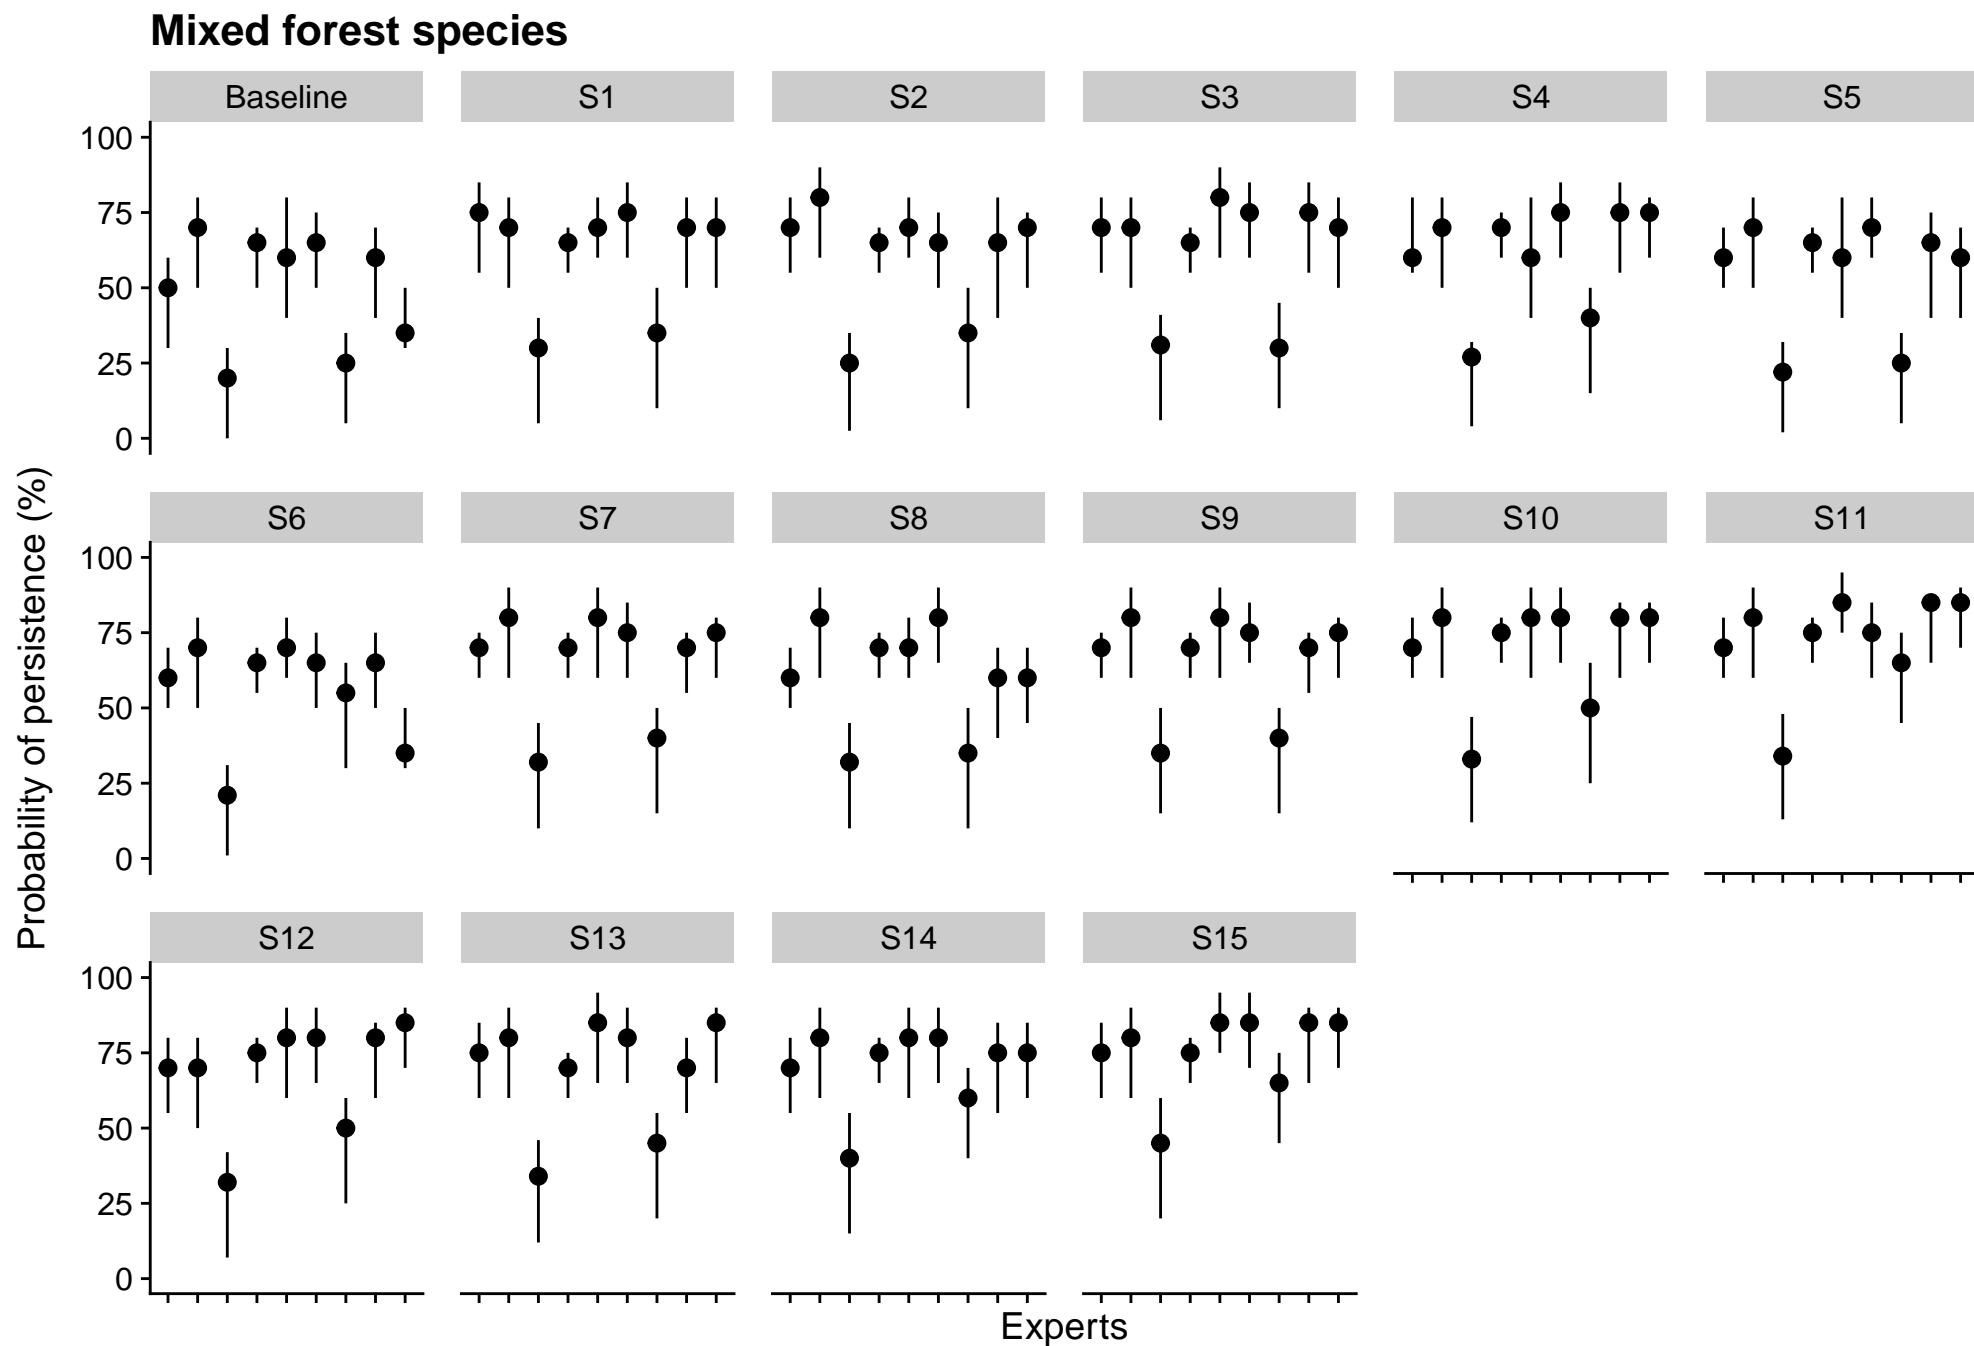 Mixed forest species
Baseline S1 S2 S3 S4 S5
100
75
50
25
0
Probability of persistence (%)
S6 S7 S8 S9 S10 S11
100
75
50
25
0
S12 S13 S14 S15
100
75
50
25
0
Experts